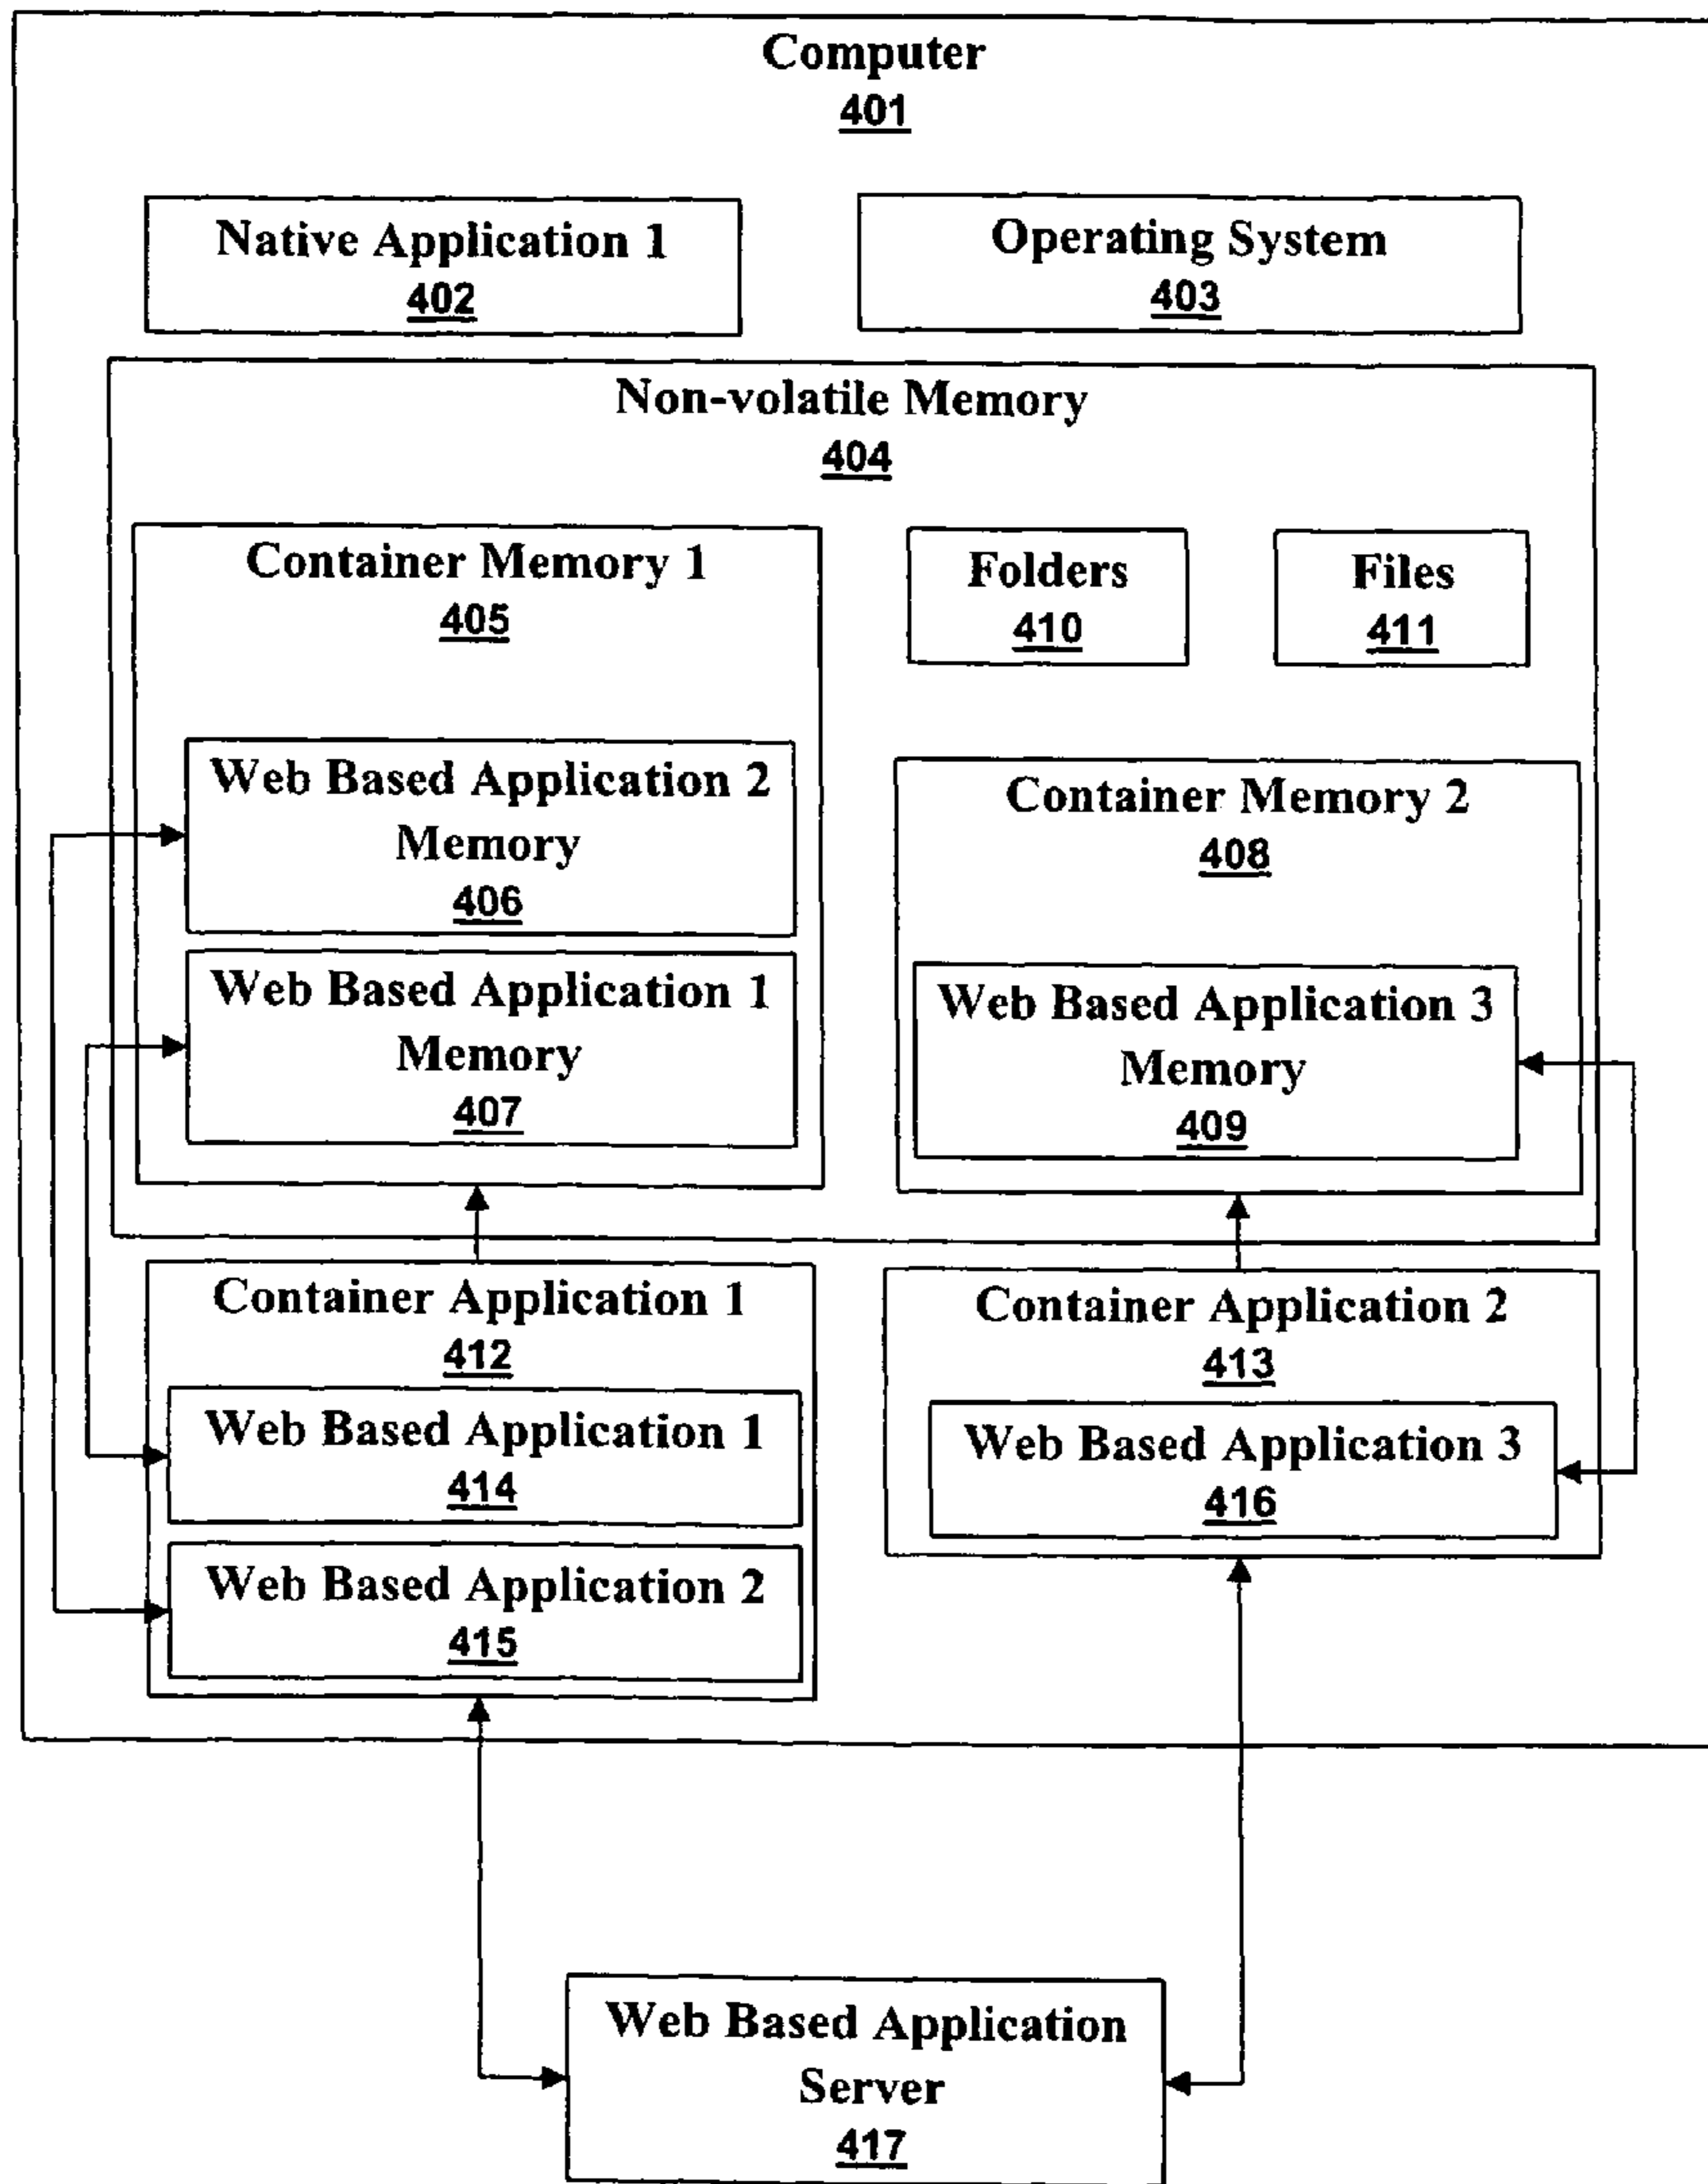 Computer
401
Native Application 1
402
Operating System
403
Non-volatile Memory
404
Container Memory 1
405
Folders
410
Files
411
Web Based Application 2
Memory
406
Web Based Application 1
Memory
407
Container Memory 2
408
Web Based Application 3
Memory
409
Container Application 1
412
Web Based Application 1
414
Web Based Application 2
415
Container Application 2
413
Web Based Application 3
416
Web Based Application
Server
417